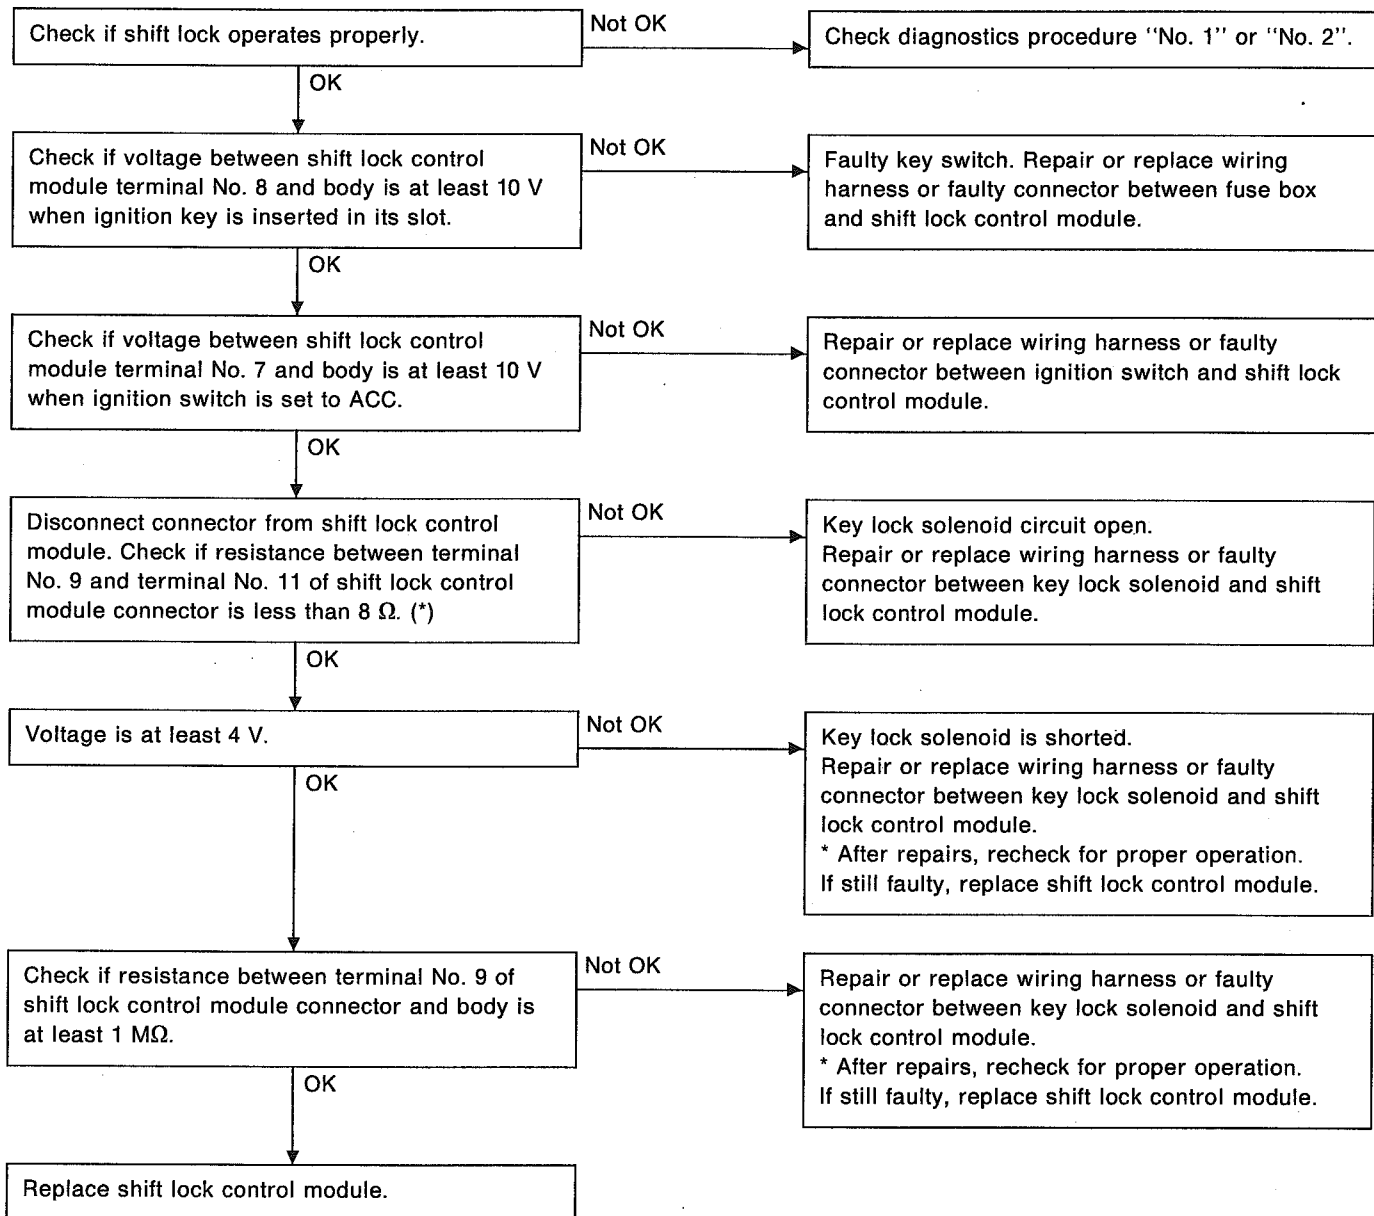 Check if shift lock operates properly.
Not OK
Check diagnostics procedure "No. 1" or "No. 2".
OK
Check if voltage between shift lock control
module terminal No. 8 and body is at least 10 V
when ignition key is inserted in its slot.
Not OK
Faulty key switch. Repair or replace wiring
harness or faulty connector between fuse box
and shift lock control module.
OK
Check if voltage between shift lock control
module terminal No. 7 and body is at least 10 V
when ignition switch is set to ACC.
Not OK
Repair or replace wiring harness or faulty
connector between ignition switch and shift lock
control module.
OK
Disconnect connector from shift lock control
module. Check if resistance between terminal
No. 9 and terminal No. 11 of shift lock control
module connector is less than 8 Ω. (*)
Not OK
Key lock solenoid circuit open.
Repair or replace wiring harness or faulty
connector between key lock solenoid and shift
lock control module.
OK
Voltage is at least 4 V.
Not OK
Key lock solenoid is shorted.
Repair or replace wiring harness or faulty
connector between key lock solenoid and shift
lock control module.
* After repairs, recheck for proper operation.
If still faulty, replace shift lock control module.
OK
Check if resistance between terminal No. 9 of
shift lock control module connector and body is
at least 1 MΩ.
Not OK
Repair or replace wiring harness or faulty
connector between key lock solenoid and shift
lock control module.
* After repairs, recheck for proper operation.
If still faulty, replace shift lock control module.
OK
Replace shift lock control module.